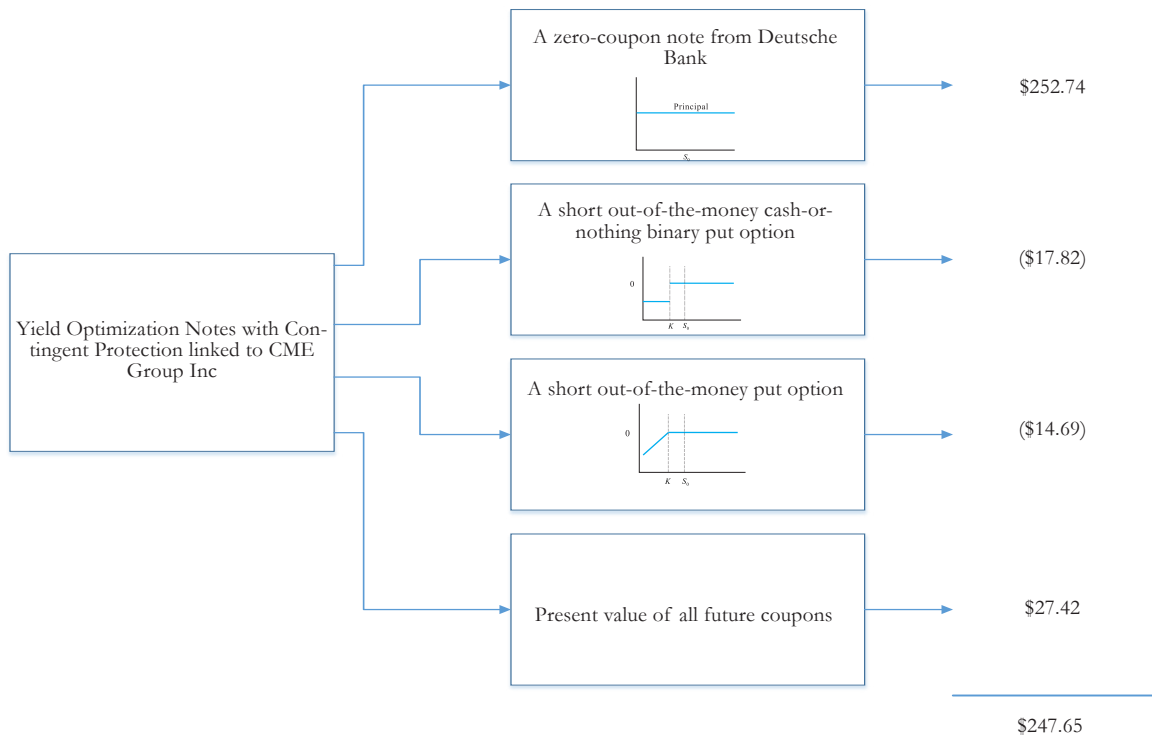 A zero-coupon note from Deutsche
Bank
Principal
S₀
$252.74
A short out-of-the-money cash-or-
nothing binary put option
0
K S₀
($17.82)
Yield Optimization Notes with Con-
tingent Protection linked to CME
Group Inc
A short out-of-the-money put option
0
K S₀
($14.69)
Present value of all future coupons
$27.42
$247.65